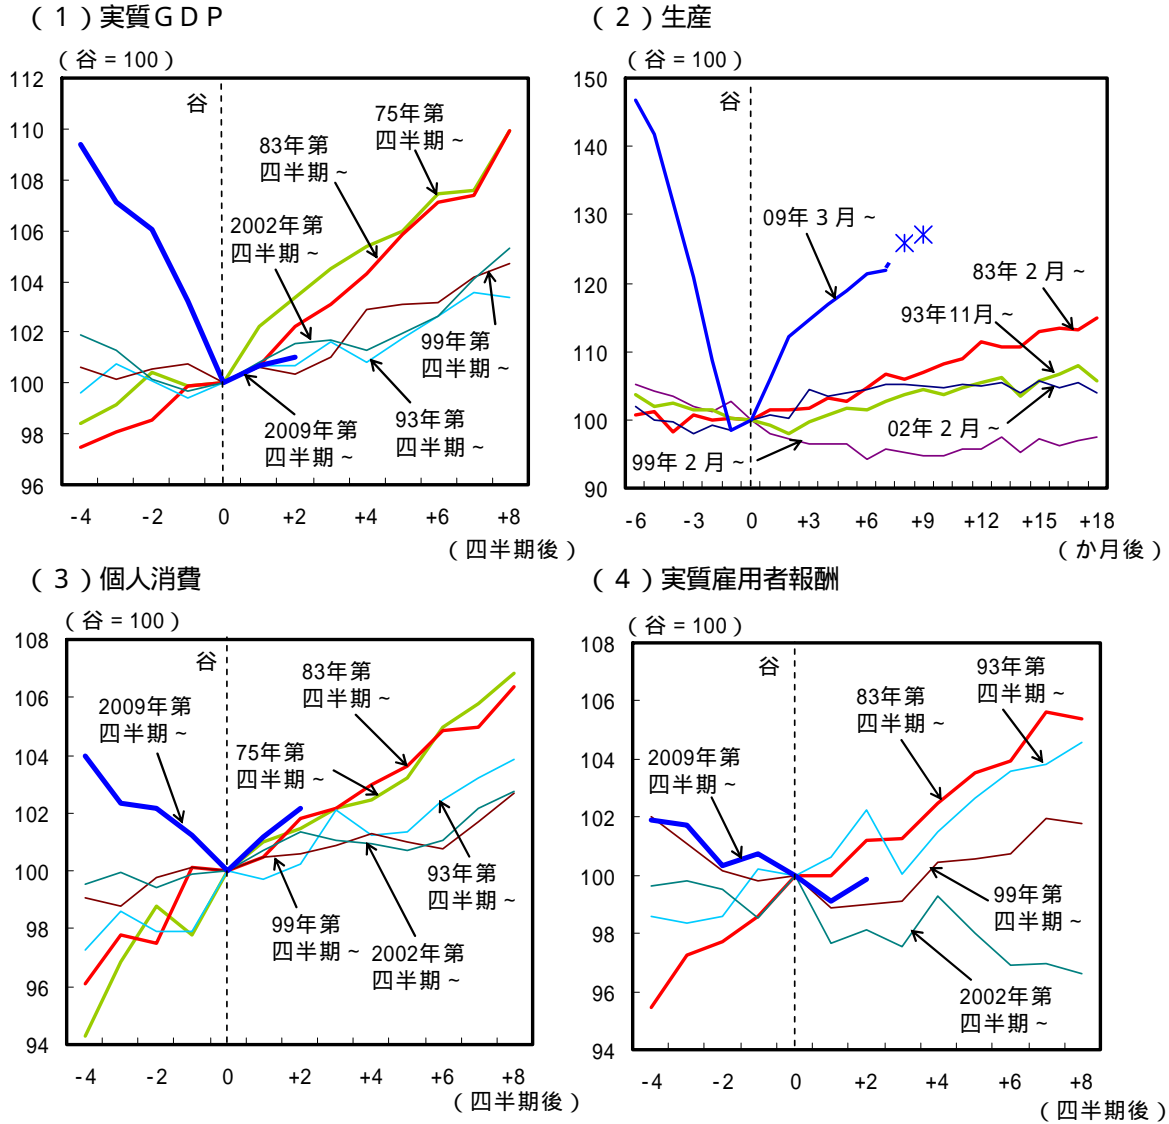 （１）実質ＧＤＰ
（谷 = 100）
112
110
108
106
104
102
100
98
96
谷
75年第
四半期～
83年第
四半期～
2002年第
四半期～
99年第
四半期～
93年第
四半期～
2009年第
四半期～
-4
-2
0
+2
+4
+6
+8
（四半期後）
（２）生産
（谷 = 100）
150
140
130
120
110
100
90
谷
09年３月～
83年２月～
93年11月～
02年２月～
99年２月～
-6
-3
0
+3
+6
+9
+12
+15
+18
（か月後）
（３）個人消費
（谷 = 100）
108
106
104
102
100
98
96
94
谷
83年第
四半期～
2009年第
四半期～
75年第
四半期～
93年第
四半期～
99年第
四半期～
2002年第
四半期～
-4
-2
0
+2
+4
+6
+8
（四半期後）
（４）実質雇用者報酬
（谷 = 100）
108
106
104
102
100
98
96
94
谷
93年第
四半期～
83年第
四半期～
2009年第
四半期～
99年第
四半期～
2002年第
四半期～
-4
-2
0
+2
+4
+6
+8
（四半期後）